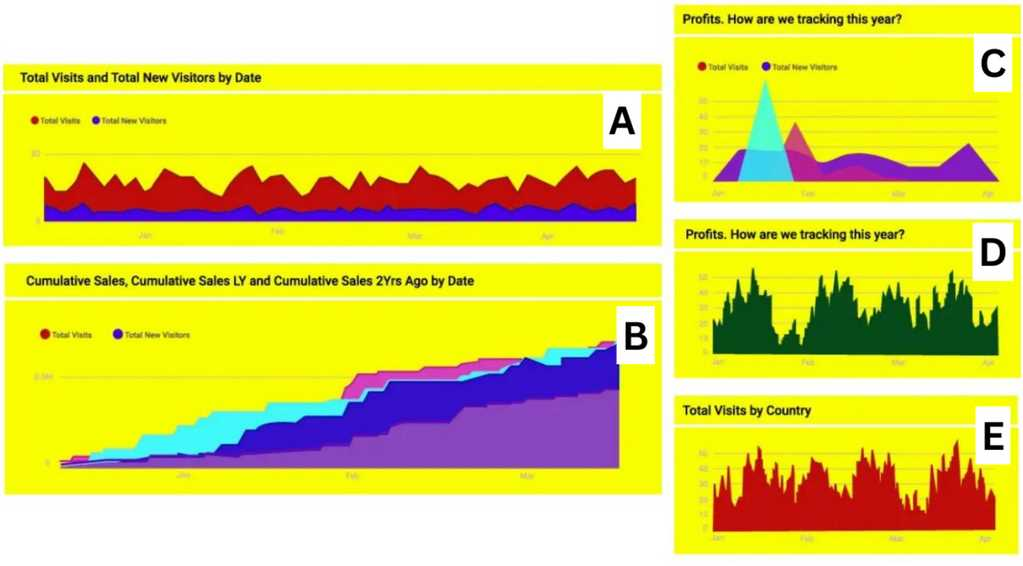 Total Visits and Total New Visitors by Date
A
Total Visits Total New Visitors
20
0
Jan Feb Mar Apr
Cumulative Sales, Cumulative Sales LY and Cumulative Sales 2Yrs Ago by Date
B
Total Visits Total New Visitors
0.5M
0
Jan Feb Mar
Profits. How are we tracking this year?
C
Total Visits Total New Visitors
50
40
30
20
10
0
Jan Feb Mar Apr
Profits. How are we tracking this year?
D
50
40
30
20
10
0
Jan Feb Mar Apr
Total Visits by Country
E
50
40
30
20
10
0
Jan Feb Mar Apr